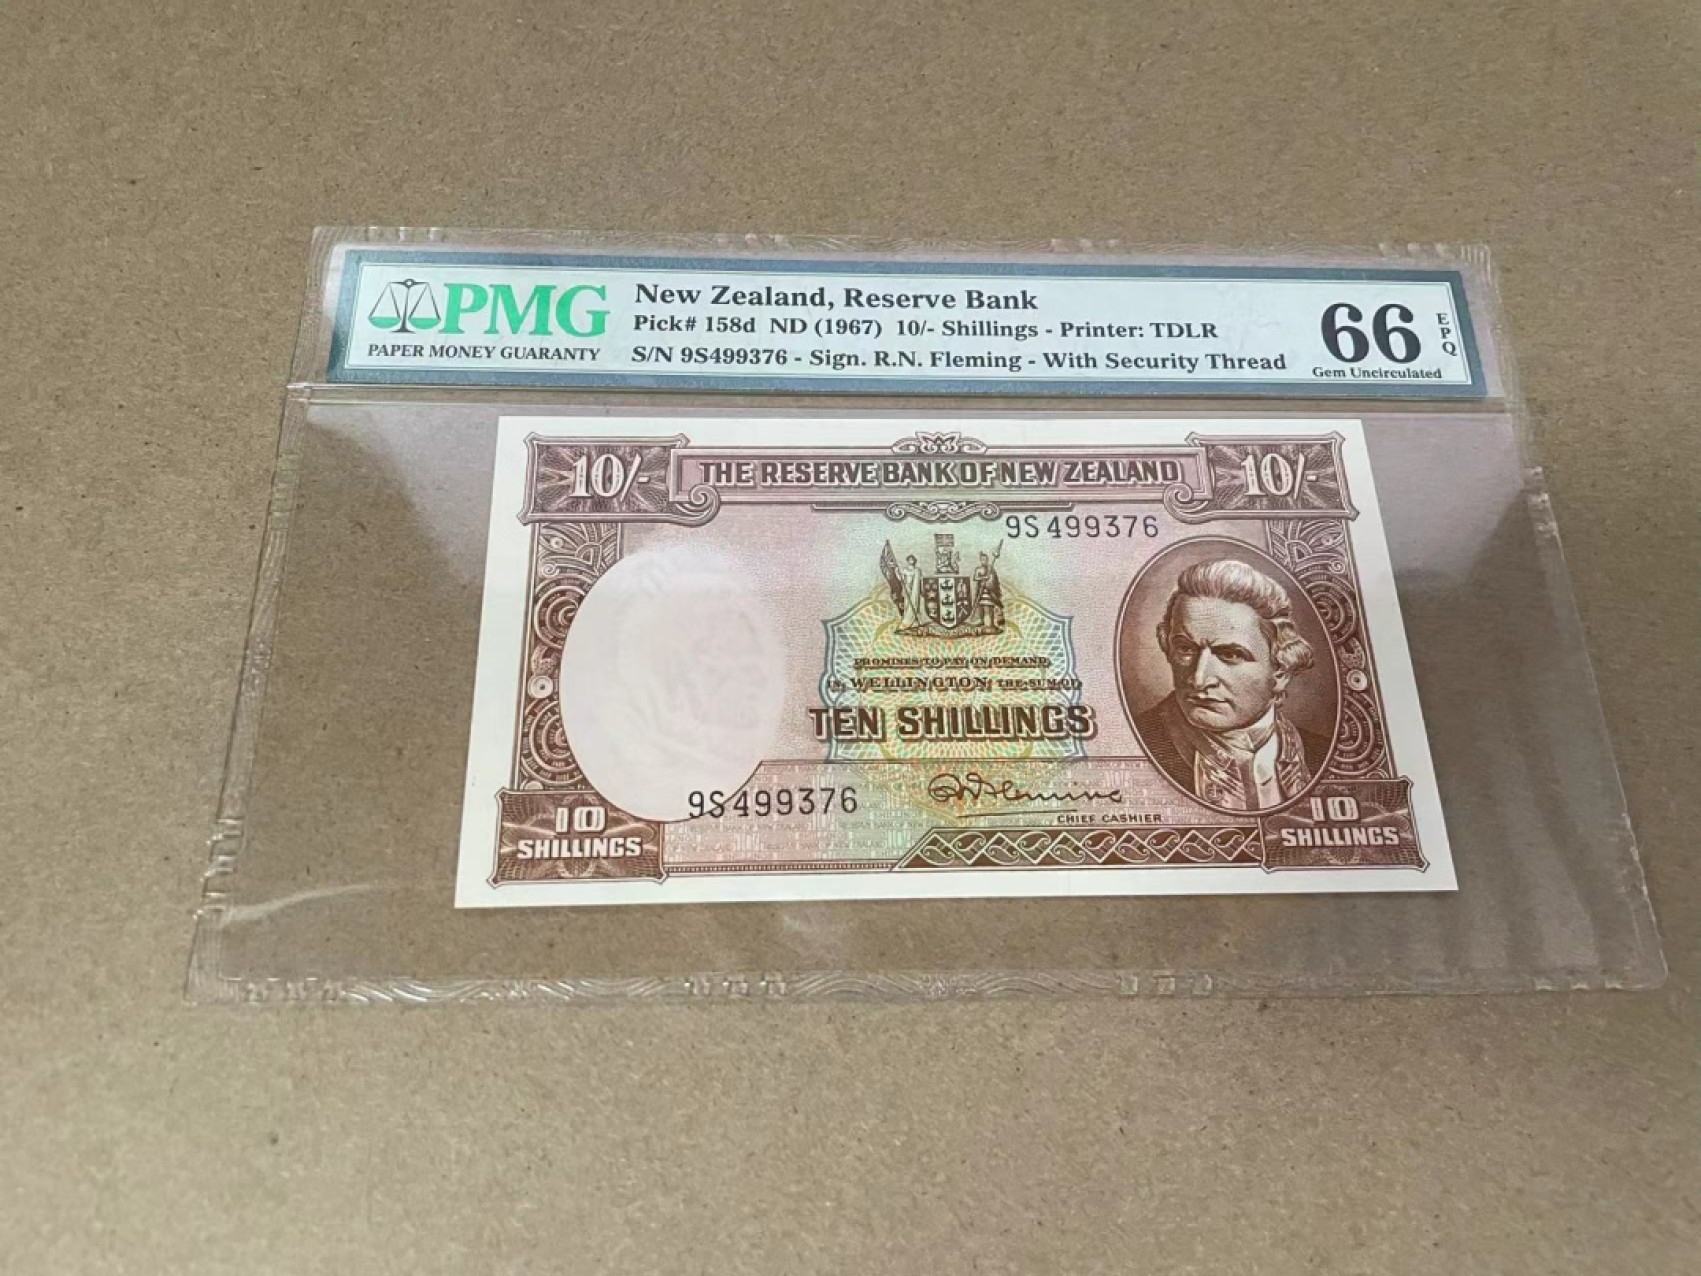 PMG
PAPER MONEY GUARANTY
New Zealand, Reserve Bank
Pick# 158d ND (1967) 10/- Shillings - Printer: TDLR
S/N 9S499376 - Sign. R.N. Fleming - With Security Thread
66
EPQ
Gem Uncirculated
10/-
THE RESERVE BANK OF NEW ZEALAND
10/-
9S499376
PROMISES TO PAY ON DEMAND
IN WELLINGTON THE SUM OF
TEN SHILLINGS
9S499376
RN Fleming
CHIEF CASHIER
10
SHILLINGS
10
SHILLINGS